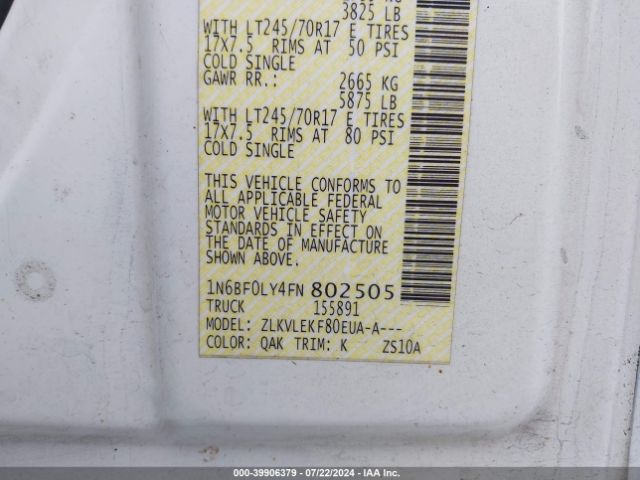 3825 LB
WITH LT245/70R17 E TIRES
17X7.5 RIMS AT 50 PSI
COLD SINGLE
GAWR RR.: 2665 KG
5875 LB
WITH LT245/70R17 E TIRES
17X7.5 RIMS AT 80 PSI
COLD SINGLE
THIS VEHICLE CONFORMS TO
ALL APPLICABLE FEDERAL
MOTOR VEHICLE SAFETY
STANDARDS IN EFFECT ON
THE DATE OF MANUFACTURE
SHOWN ABOVE.
1N6BF0LY4FN 802505
TRUCK 155891
MODEL: ZLKVLEKF80EUA-A---
COLOR: QAK TRIM: K ZS10A
000-39906379 - 07/22/2024 - IAA Inc.